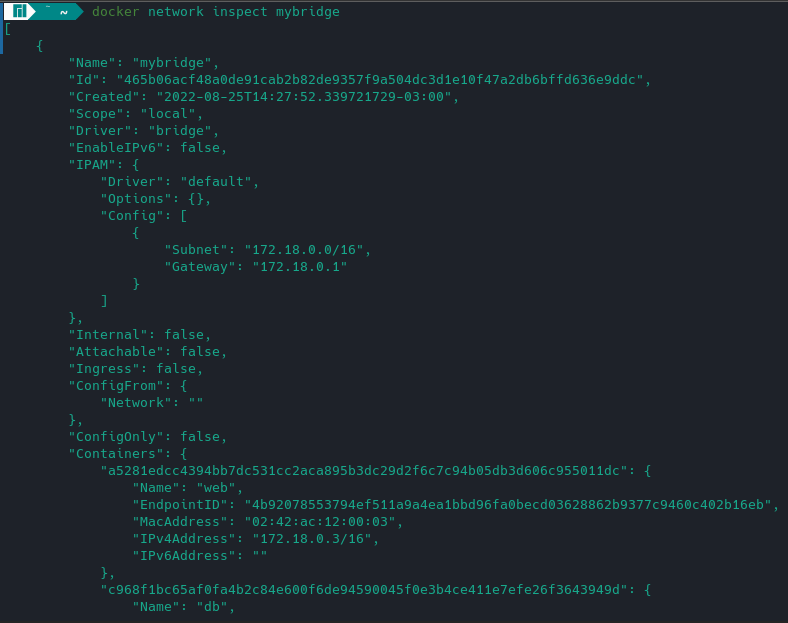 ~ docker network inspect mybridge
[
    {
        "Name": "mybridge",
        "Id": "465b06acf48a0de91cab2b82de9357f9a504dc3d1e10f47a2db6bffd636e9ddc",
        "Created": "2022-08-25T14:27:52.339721729-03:00",
        "Scope": "local",
        "Driver": "bridge",
        "EnableIPv6": false,
        "IPAM": {
            "Driver": "default",
            "Options": {},
            "Config": [
                {
                    "Subnet": "172.18.0.0/16",
                    "Gateway": "172.18.0.1"
                }
            ]
        },
        "Internal": false,
        "Attachable": false,
        "Ingress": false,
        "ConfigFrom": {
            "Network": ""
        },
        "ConfigOnly": false,
        "Containers": {
            "a5281edcc4394bb7dc531cc2aca895b3dc29d2f6c7c94b05db3d606c955011dc": {
                "Name": "web",
                "EndpointID": "4b92078553794ef511a9a4ea1bbd96fa0becd03628862b9377c9460c402b16eb",
                "MacAddress": "02:42:ac:12:00:03",
                "IPv4Address": "172.18.0.3/16",
                "IPv6Address": ""
            },
            "c968f1bc65af0fa4b2c84e600f6de94590045f0e3b4ce411e7efe26f3643949d": {
                "Name": "db",